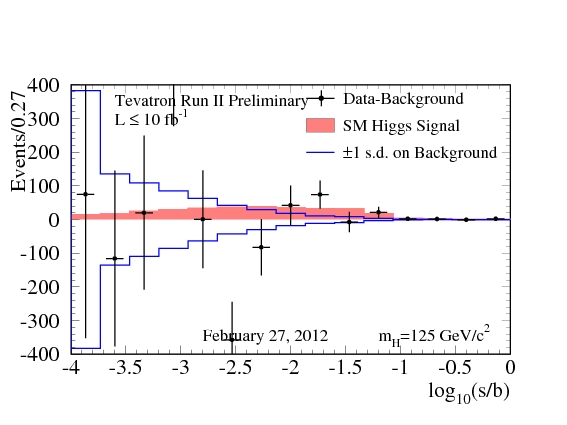 Events/0.27
400
300
200
100
0
-100
-200
-300
-400
Tevatron Run II Preliminary
L ≤ 10 fb-1
Data-Background
SM Higgs Signal
±1 s.d. on Background
February 27, 2012
mH=125 GeV/c2
-4 -3.5 -3 -2.5 -2 -1.5 -1 -0.5 0
log10(s/b)